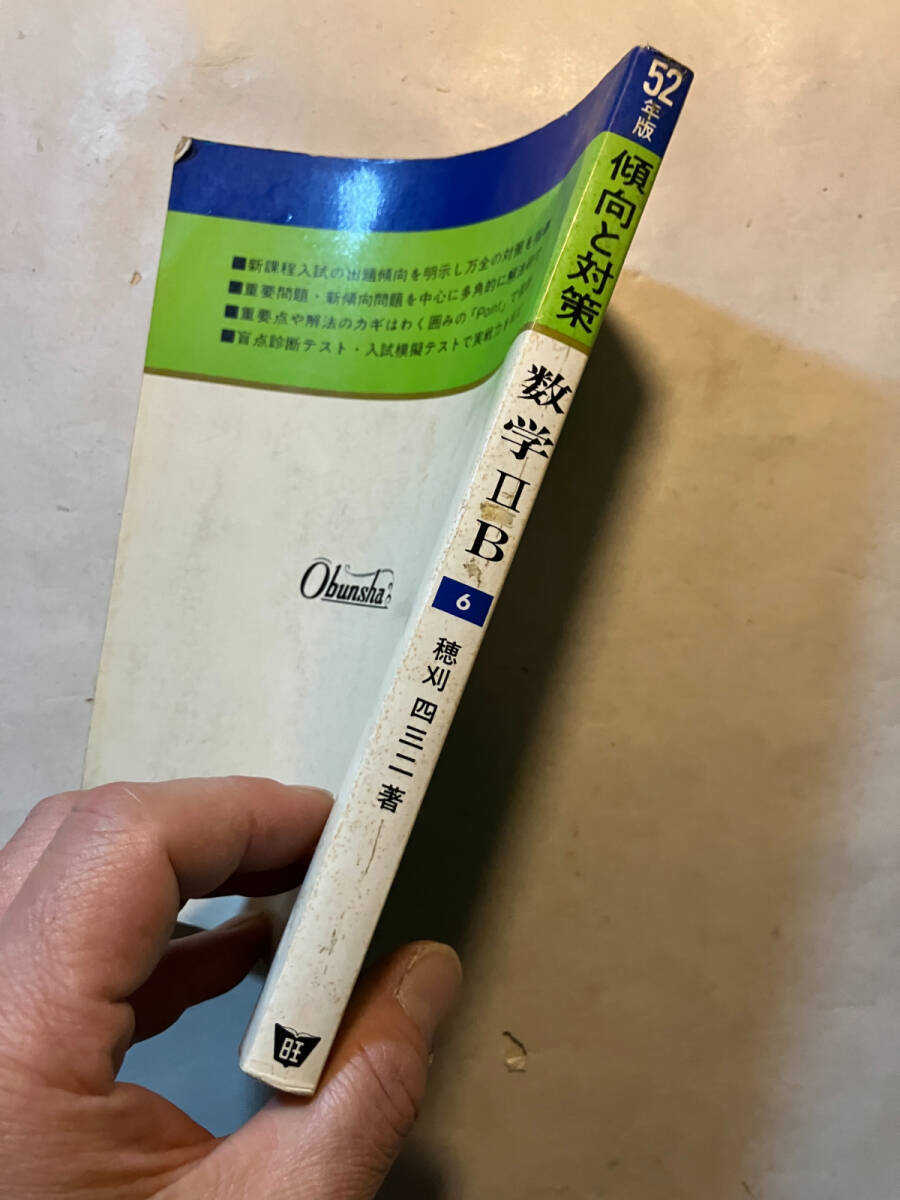 52年版
傾向と対策
数学ⅡB
6
穂刈四三二 著
旺
■新課程入試の出題傾向を明示し万全の対策を
■重要問題・新傾向問題を中心に多角的に解法
■重要点や解法のカギはわく囲みの「Point」で
■盲点診断テスト・入試模擬テストで実戦力を
Obunsha